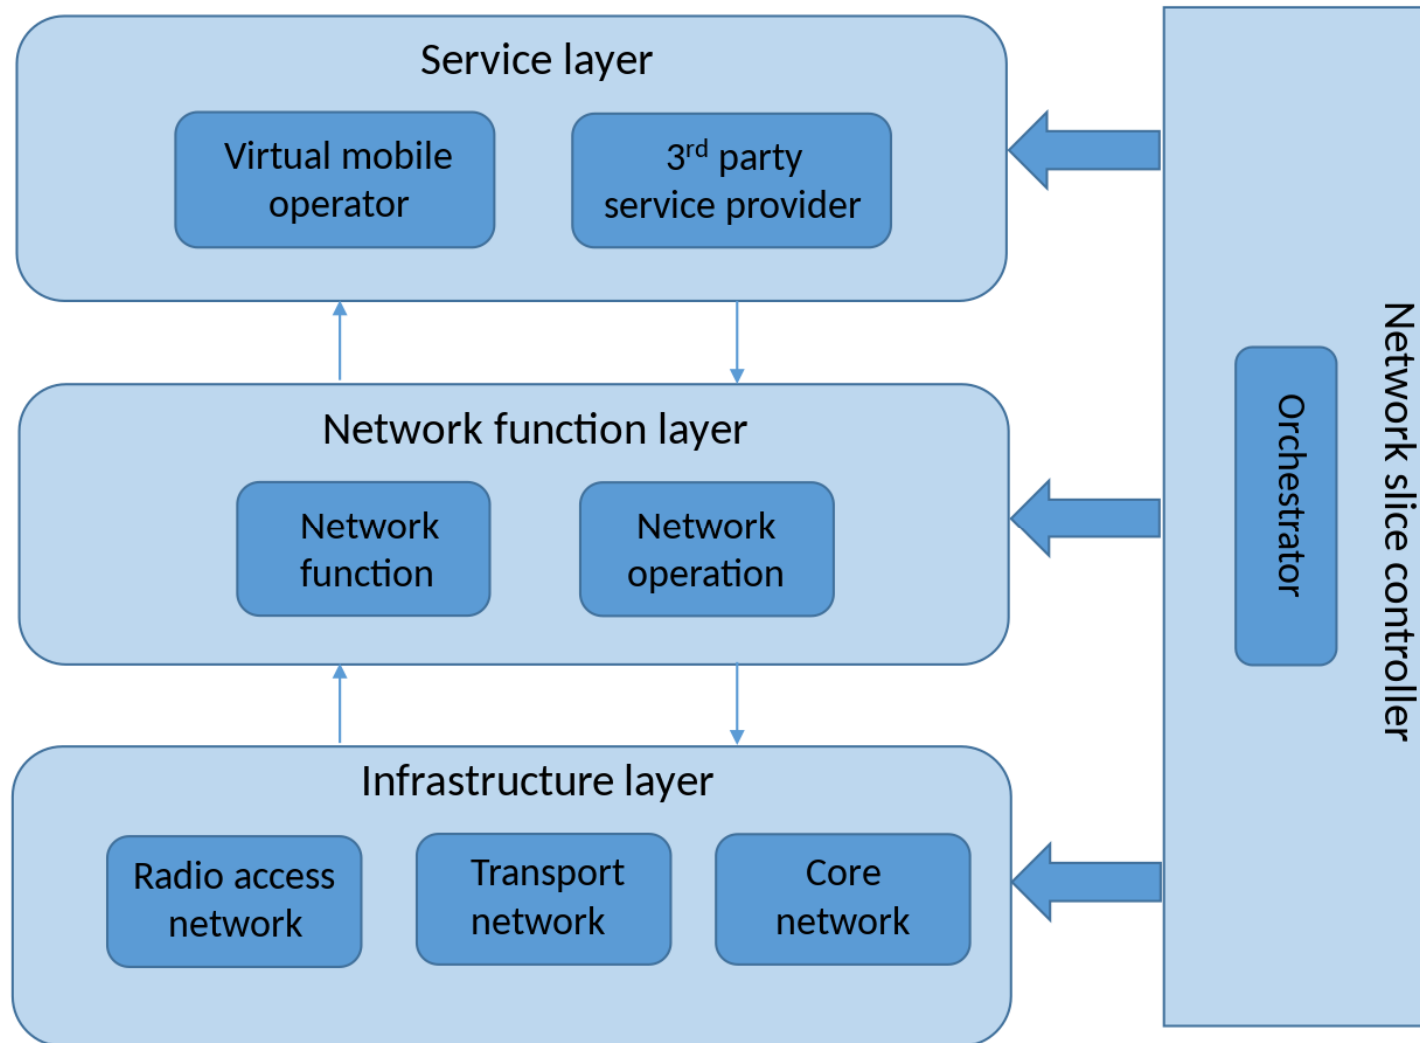 Service layer
Virtual mobile
operator
3rd party
service provider
Network function layer
Network
function
Network
operation
Infrastructure layer
Radio access
network
Transport
network
Core
network
Orchestrator
Network slice controller